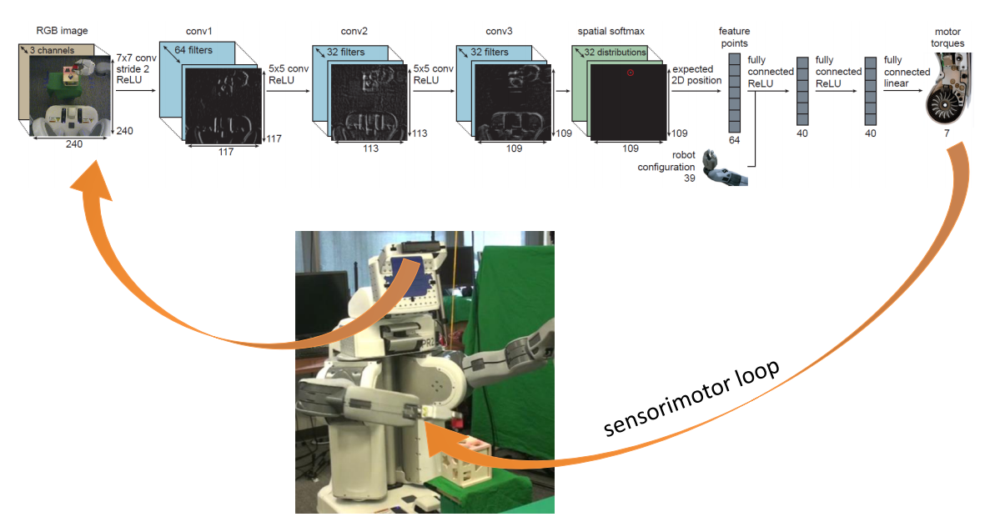 RGB image
3 channels
240
240
7x7 conv
stride 2
ReLU
conv1
64 filters
117
117
5x5 conv
ReLU
conv2
32 filters
113
113
5x5 conv
ReLU
conv3
32 filters
109
109
spatial softmax
32 distributions
109
109
expected
2D position
feature
points
64
robot
configuration
39
fully
connected
ReLU
40
fully
connected
ReLU
40
fully
connected
linear
motor
torques
7
PR2
sensorimotor loop